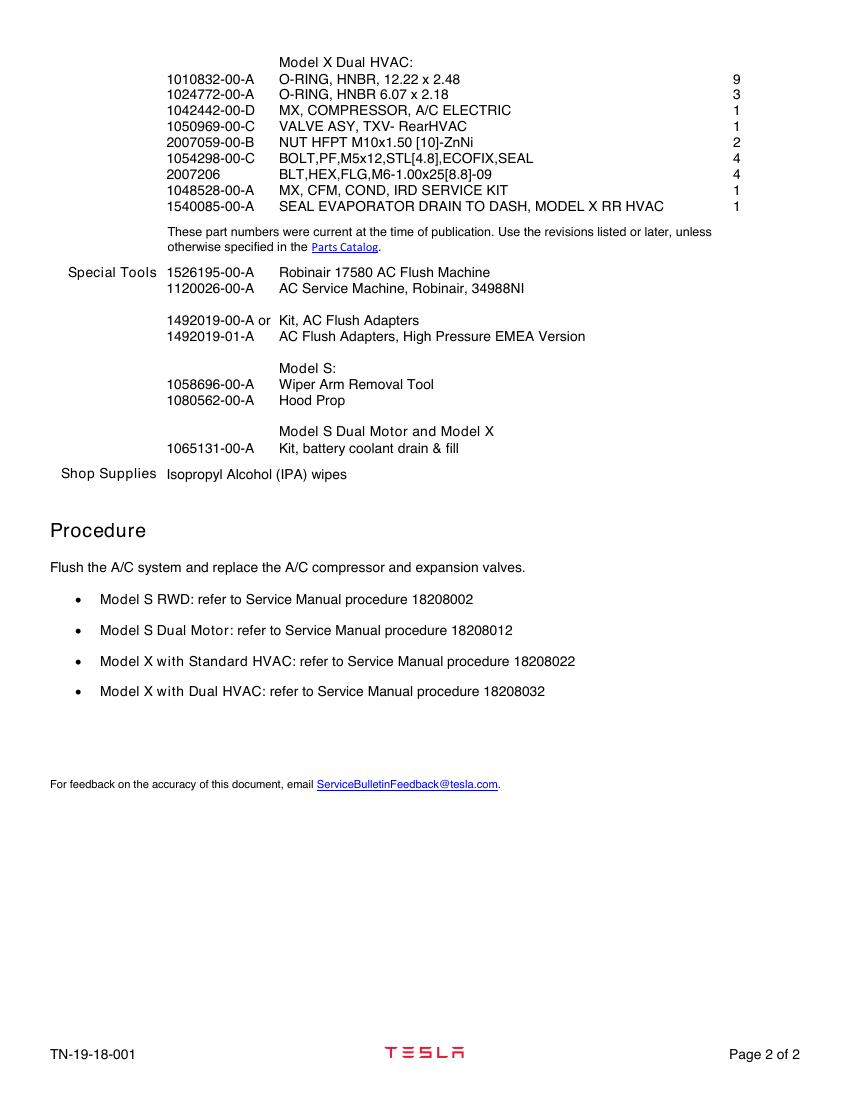 Model X Dual HVAC:
1010832-00-A O-RING, HNBR, 12.22 x 2.48 9
1024772-00-A O-RING, HNBR 6.07 x 2.18 3
1042442-00-D MX, COMPRESSOR, A/C ELECTRIC 1
1050969-00-C VALVE ASY, TXV- RearHVAC 1
2007059-00-B NUT HFPT M10x1.50 [10]-ZnNi 2
1054298-00-C BOLT,PF,M5x12,STL[4.8],ECOFIX,SEAL 4
2007206 BLT,HEX,FLG,M6-1.00x25[8.8]-09 4
1048528-00-A MX, CFM, COND, IRD SERVICE KIT 1
1540085-00-A SEAL EVAPORATOR DRAIN TO DASH, MODEL X RR HVAC 1
These part numbers were current at the time of publication. Use the revisions listed or later, unless
otherwise specified in the Parts Catalog.
Special Tools 1526195-00-A Robinair 17580 AC Flush Machine
1120026-00-A AC Service Machine, Robinair, 34988NI
1492019-00-A or Kit, AC Flush Adapters
1492019-01-A AC Flush Adapters, High Pressure EMEA Version
Model S:
1058696-00-A Wiper Arm Removal Tool
1080562-00-A Hood Prop
Model S Dual Motor and Model X
1065131-00-A Kit, battery coolant drain & fill
Shop Supplies Isopropyl Alcohol (IPA) wipes
Procedure
Flush the A/C system and replace the A/C compressor and expansion valves.
• Model S RWD: refer to Service Manual procedure 18208002
• Model S Dual Motor: refer to Service Manual procedure 18208012
• Model X with Standard HVAC: refer to Service Manual procedure 18208022
• Model X with Dual HVAC: refer to Service Manual procedure 18208032
For feedback on the accuracy of this document, email ServiceBulletinFeedback@tesla.com.
TN-19-18-001 TESLA Page 2 of 2